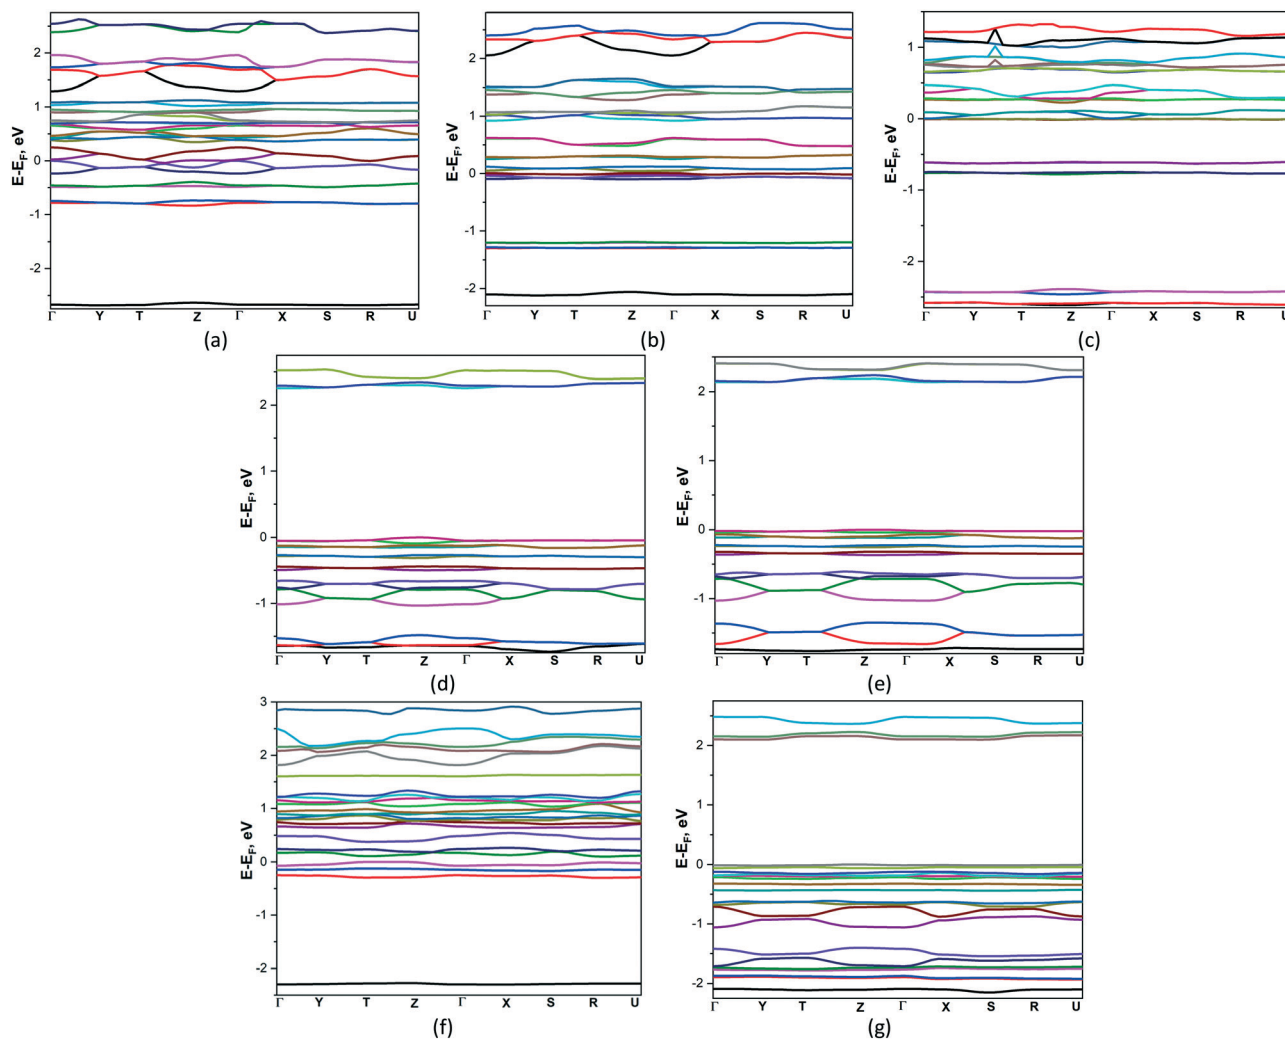 E-E_F, eV
2
1
0
-1
-2
Γ Y T Z Γ X S R U
(a)
E-E_F, eV
2
1
0
-1
-2
Γ Y T Z Γ X S R U
(b)
E-E_F, eV
1
0
-1
-2
Γ Y T Z Γ X S R U
(c)
E-E_F, eV
2
1
0
-1
Γ Y T Z Γ X S R U
(d)
E-E_F, eV
2
1
0
-1
Γ Y T Z Γ X S R U
(e)
E-E_F, eV
3
2
1
0
-1
-2
Γ Y T Z Γ X S R U
(f)
E-E_F, eV
2
1
0
-1
-2
Γ Y T Z Γ X S R U
(g)